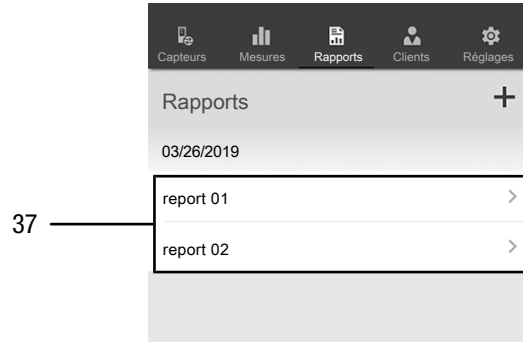 Capteurs Mesures Rapports Clients Réglages
Rapports +
03/26/2019
report 01
37
report 02